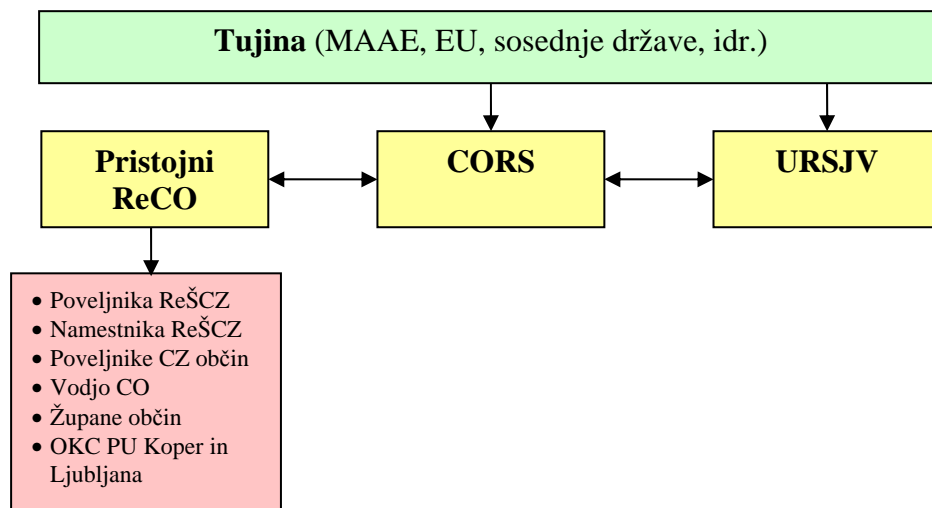 Tujina (MAAE, EU, sosednje države, idr.)
Pristojni
ReCO
CORS
URSJV
• Poveljnika ReŠCZ
• Namestnika ReŠCZ
• Poveljnike CZ občin
• Vodjo CO
• Župane občin
• OKC PU Koper in
Ljubljana